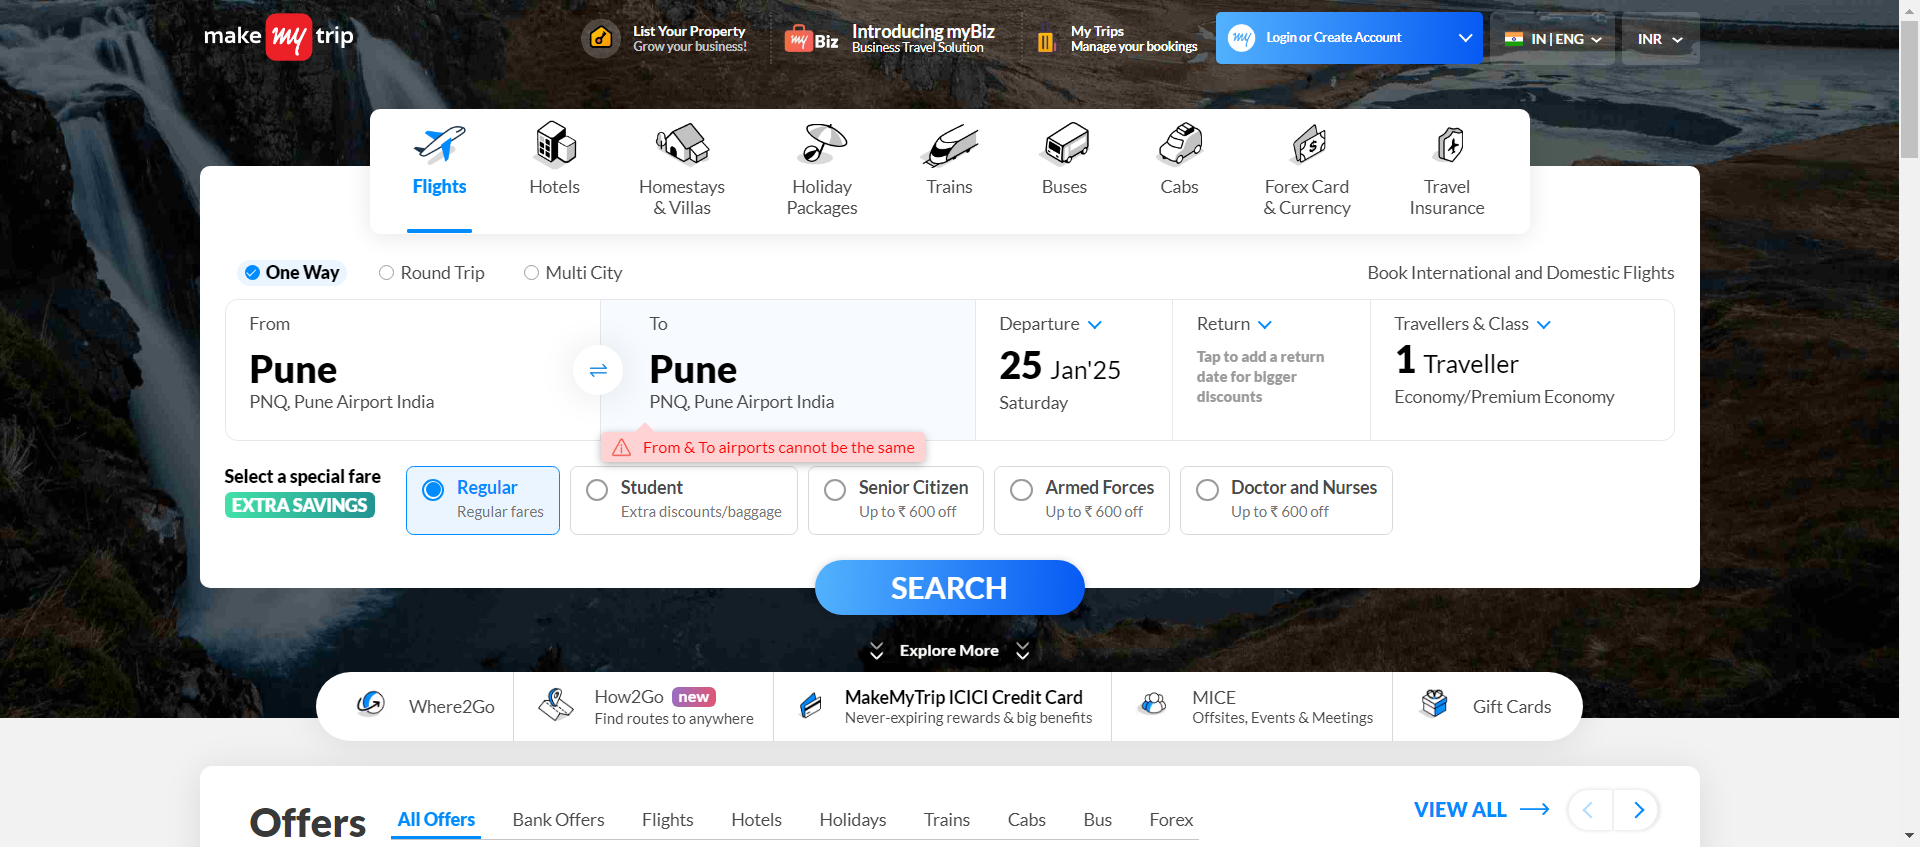 make my trip
List Your Property
Grow your business!
my Biz
Introducing myBiz
Business Travel Solution
My Trips
Manage your bookings
my
Login or Create Account
IN | ENG
INR
Flights
Hotels
Homestays
& Villas
Holiday
Packages
Trains
Buses
Cabs
Forex Card
& Currency
Travel
Insurance
One Way
Round Trip
Multi City
Book International and Domestic Flights
From
Pune
PNQ, Pune Airport India
To
Pune
PNQ, Pune Airport India
Departure
25 Jan'25
Saturday
Return
Tap to add a return
date for bigger
discounts
Travellers & Class
1 Traveller
Economy/Premium Economy
From & To airports cannot be the same
Select a special fare
EXTRA SAVINGS
Regular
Regular fares
Student
Extra discounts/baggage
Senior Citizen
Up to ₹ 600 off
Armed Forces
Up to ₹ 600 off
Doctor and Nurses
Up to ₹ 600 off
SEARCH
Explore More
Where2Go
How2Go new
Find routes to anywhere
MakeMyTrip ICICI Credit Card
Never-expiring rewards & big benefits
MICE
Offsites, Events & Meetings
Gift Cards
Offers
All Offers
Bank Offers
Flights
Hotels
Holidays
Trains
Cabs
Bus
Forex
VIEW ALL